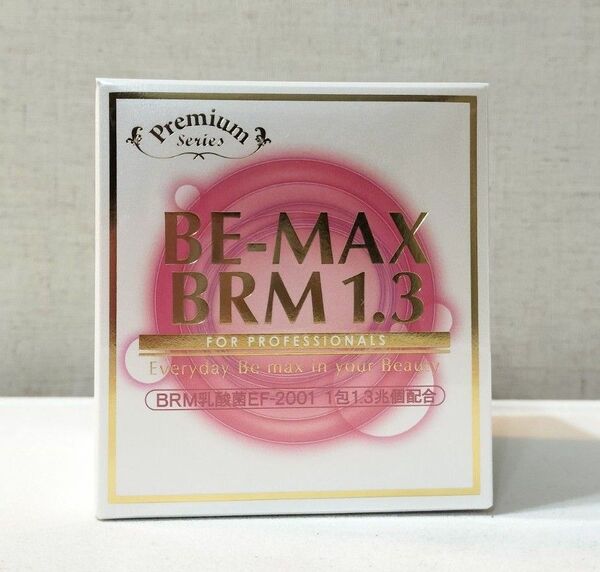 Premium
Series
BE-MAX
BRM 1.3
FOR PROFESSIONALS
Everyday Be max in your Beauty
BRM乳酸菌EF-2001 1包1.3兆個配合